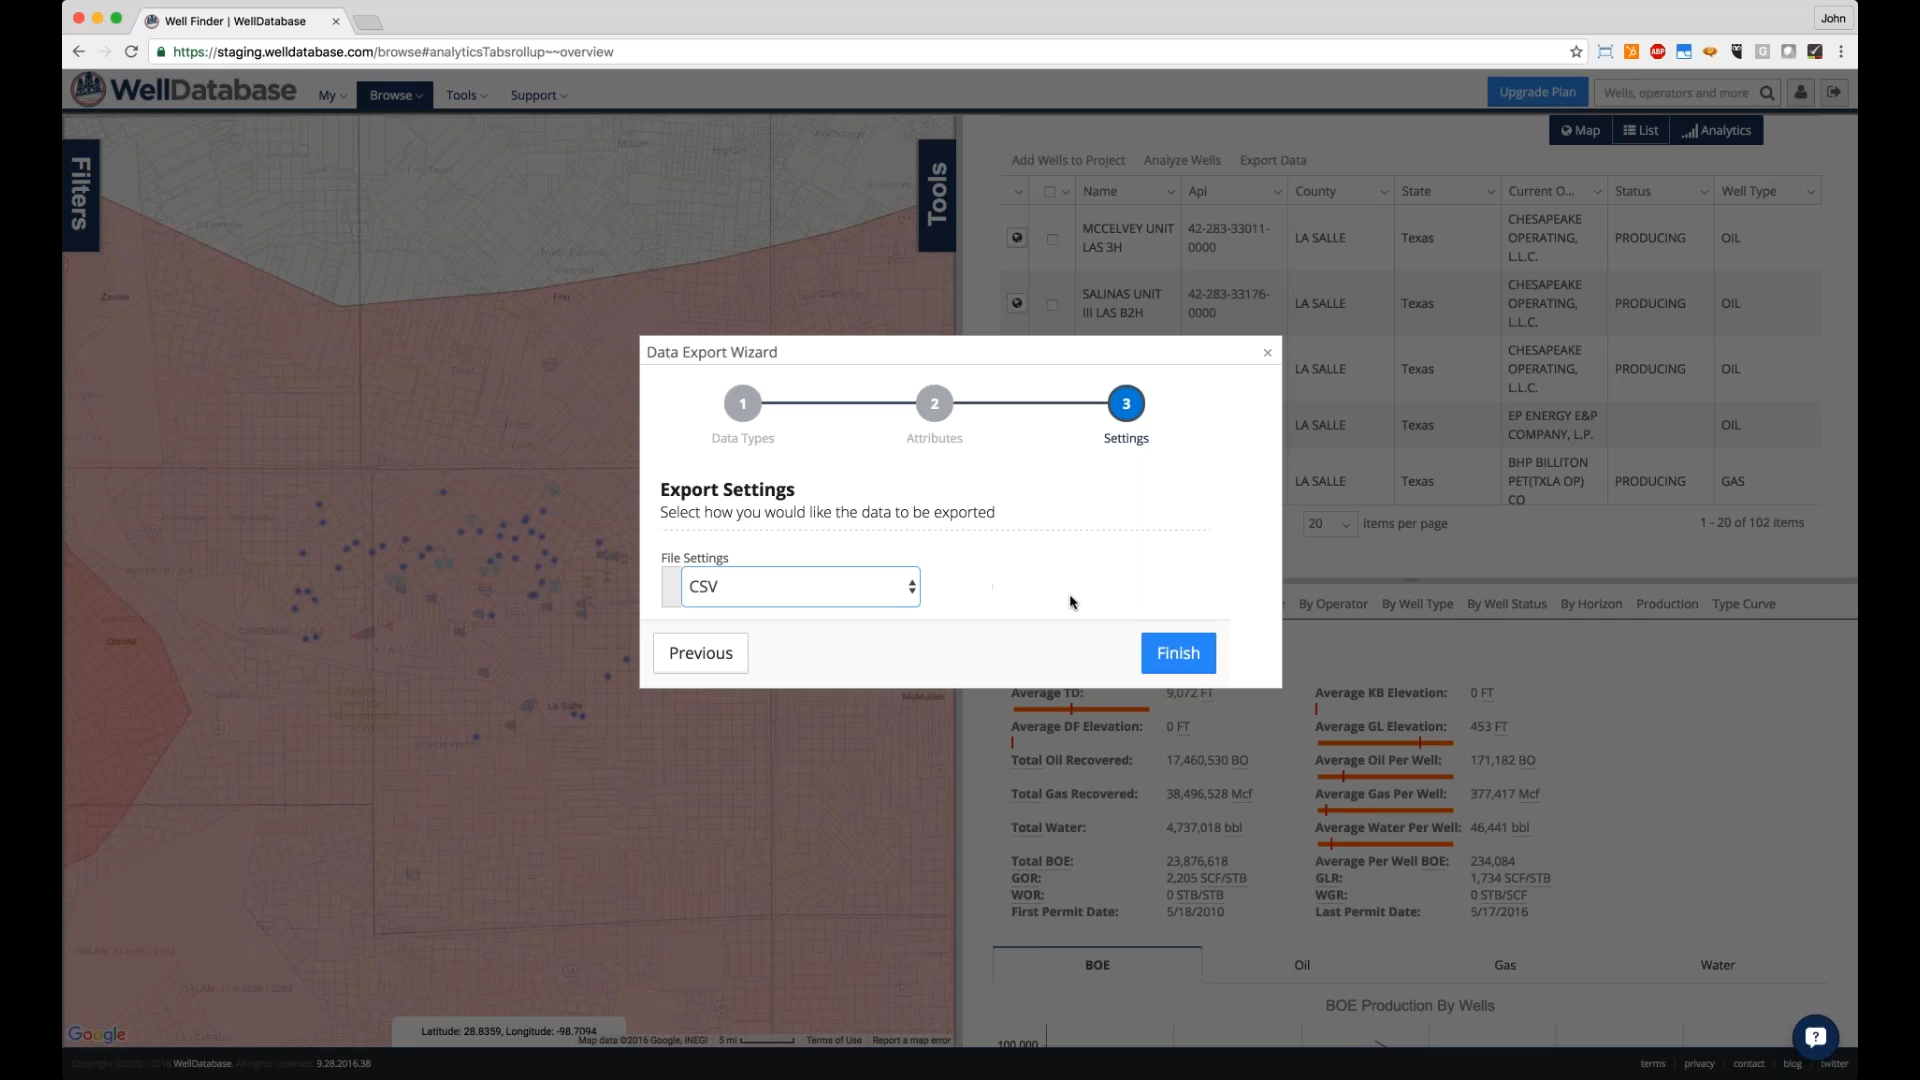 Well Finder | WellDatabase
John
https://staging.welldatabase.com/browse#analyticsTabsrollup~~overview
WellDatabase
My
Browse
Tools
Support
Upgrade Plan
Wells, operators and more
Filters
Tools
Map
List
Analytics
Add Wells to Project
Analyze Wells
Export Data
Name
Api
County
State
Current O...
Status
Well Type
MCCELVEY UNIT
LAS 3H
42-283-33011-
0000
LA SALLE
Texas
CHESAPEAKE
OPERATING,
L.L.C.
PRODUCING
OIL
SALINAS UNIT
III LAS B2H
42-283-33176-
0000
LA SALLE
Texas
CHESAPEAKE
OPERATING,
L.L.C.
PRODUCING
OIL
LA SALLE
Texas
CHESAPEAKE
OPERATING,
L.L.C.
PRODUCING
OIL
LA SALLE
Texas
EP ENERGY E&P
COMPANY, L.P.
OIL
LA SALLE
Texas
BHP BILLITON
PET(TXLA OP)
CO
PRODUCING
GAS
20
items per page
1 - 20 of 102 items
Data Export Wizard
1
2
3
Data Types
Attributes
Settings
Export Settings
Select how you would like the data to be exported
File Settings
CSV
Previous
Finish
By Operator
By Well Type
By Well Status
By Horizon
Production
Type Curve
Average TD:
9,072 FT
Average KB Elevation:
0 FT
Average DF Elevation:
0 FT
Average GL Elevation:
453 FT
Total Oil Recovered:
17,460,530 BO
Average Oil Per Well:
171,182 BO
Total Gas Recovered:
38,496,528 Mcf
Average Gas Per Well:
377,417 Mcf
Total Water:
4,737,018 bbl
Average Water Per Well:
46,441 bbl
Total BOE:
23,876,618
Average Per Well BOE:
234,084
GOR:
2,205 SCF/STB
GLR:
1,734 SCF/STB
WOR:
0 STB/STB
WGR:
0 STB/SCF
First Permit Date:
5/18/2010
Last Permit Date:
5/17/2016
BOE
Oil
Gas
Water
BOE Production By Wells
100,000
Zavala
Frio
La Salle
McMullan
Google
Latitude: 28.8359, Longitude: -98.7094
Map data ©2016 Google, INEGI
5 mi
Terms of Use
Report a map error
WellDatabase
All rights reserved
9.28.2016.38
terms
privacy
contact
blog
twitter